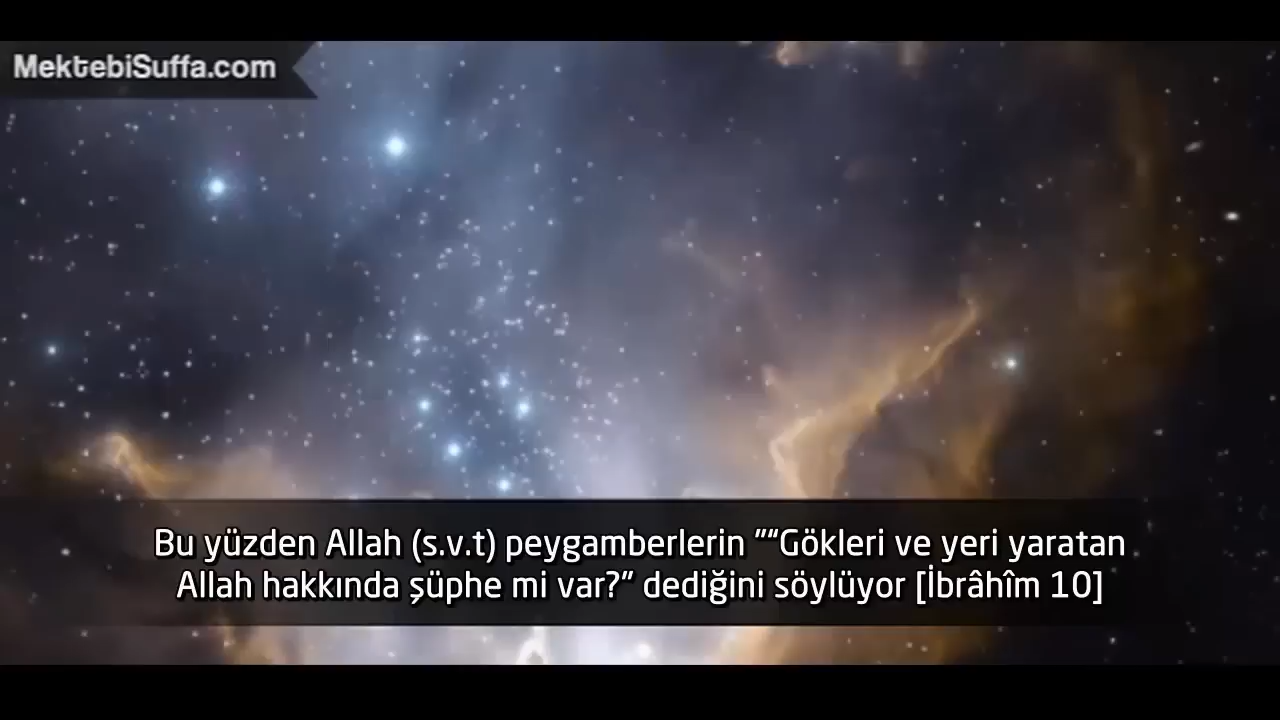 MektebiSuffa.com
Bu yüzden Allah (s.v.t) peygamberlerin ”“Gökleri ve yeri yaratan
Allah hakkında şüphe mi var?” dediğini söylüyor [İbrâhîm 10]